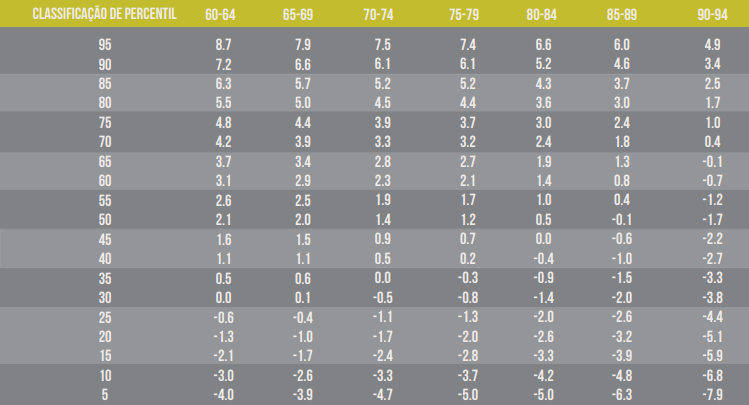 CLASSIFICAÇÃO DE PERCENTIL 60-64 65-69 70-74 75-79 80-84 85-89 90-94
95 8.7 7.9 7.5 7.4 6.6 6.0 4.9
90 7.2 6.6 6.1 6.1 5.2 4.6 3.4
85 6.3 5.7 5.2 5.2 4.3 3.7 2.5
80 5.5 5.0 4.5 4.4 3.6 3.0 1.7
75 4.8 4.4 3.9 3.7 3.0 2.4 1.0
70 4.2 3.9 3.3 3.2 2.4 1.8 0.4
65 3.7 3.4 2.8 2.7 1.9 1.3 -0.1
60 3.1 2.9 2.3 2.1 1.4 0.8 -0.7
55 2.6 2.5 1.9 1.7 1.0 0.4 -1.2
50 2.1 2.0 1.4 1.2 0.5 -0.1 -1.7
45 1.6 1.5 0.9 0.7 0.0 -0.6 -2.2
40 1.1 1.1 0.5 0.2 -0.4 -1.0 -2.7
35 0.5 0.6 0.0 -0.3 -0.9 -1.5 -3.3
30 0.0 0.1 -0.5 -0.8 -1.4 -2.0 -3.8
25 -0.6 -0.4 -1.1 -1.3 -2.0 -2.6 -4.4
20 -1.3 -1.0 -1.7 -2.0 -2.6 -3.2 -5.1
15 -2.1 -1.7 -2.4 -2.8 -3.3 -3.9 -5.9
10 -3.0 -2.6 -3.3 -3.7 -4.2 -4.8 -6.8
5 -4.0 -3.9 -4.7 -5.0 -5.0 -6.3 -7.9